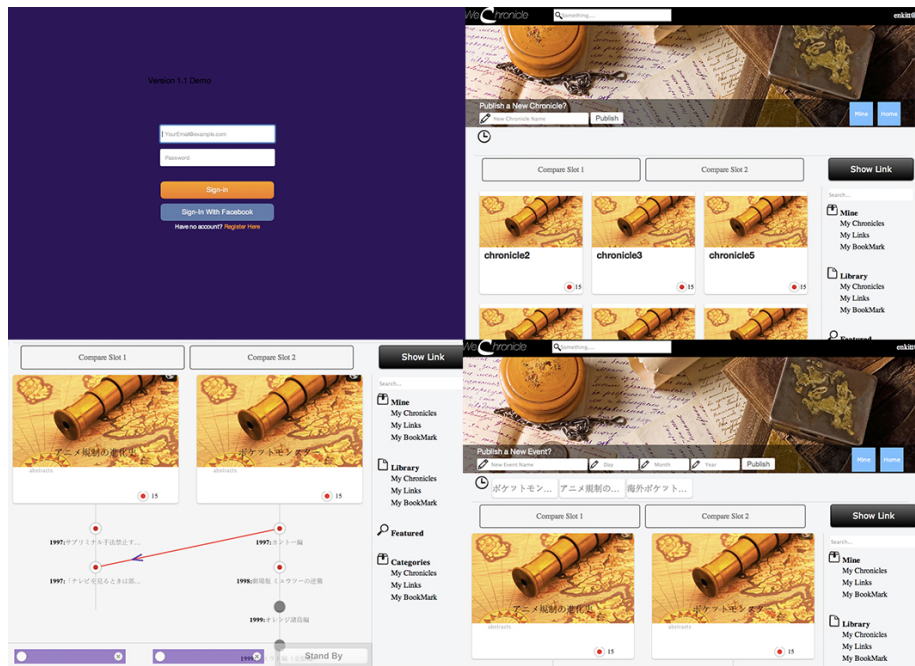 Version 1.1 Demo
YourEmail@example.com
Password
Sign-in
Sign-In With Facebook
Have no account? Register Here
We Chronicle
Something...
enkitt@
Publish a New Chronicle?
New Chronicle Name
Publish
Mine
Home
Compare Slot 1
Compare Slot 2
Show Link
chronicle2
15
chronicle3
15
chronicle5
15
Search...
Mine
My Chronicles
My Links
My BookMark
Library
My Chronicles
My Links
My BookMark
Featured
Compare Slot 1
Compare Slot 2
Show Link
アニメ規制の進化史
abstracts
15
ポケットモンスター
abstracts
15
1997:サブリミナル手法禁止す...
1997:カントー編
1997:「テレビを見るときは部...
1998:劇場版 ミュウツーの逆襲
1999:オレンジ諸島編
1999:
Stand By
Search...
Mine
My Chronicles
My Links
My BookMark
Library
My Chronicles
My Links
My BookMark
Featured
Categories
My Chronicles
My Links
My BookMark
We Chronicle
Something...
enkitt
Publish a New Event?
New Event Name
Day
Month
Year
Publish
Mine
Home
ポケットモン...
アニメ規制の...
海外ポケット...
Compare Slot 1
Compare Slot 2
Show Link
アニメ規制の進化史
abstracts
15
ポケットモンスター
abstracts
15
Search...
Mine
My Chronicles
My Links
My BookMark
Library
My Chronicles
My Links
My BookMark